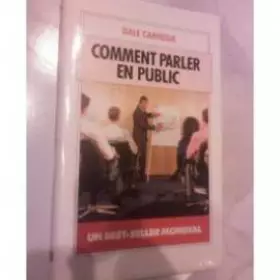 DALE CARNEGIE
COMMENT PARLER
EN PUBLIC
UN BEST-SELLER MONDIAL